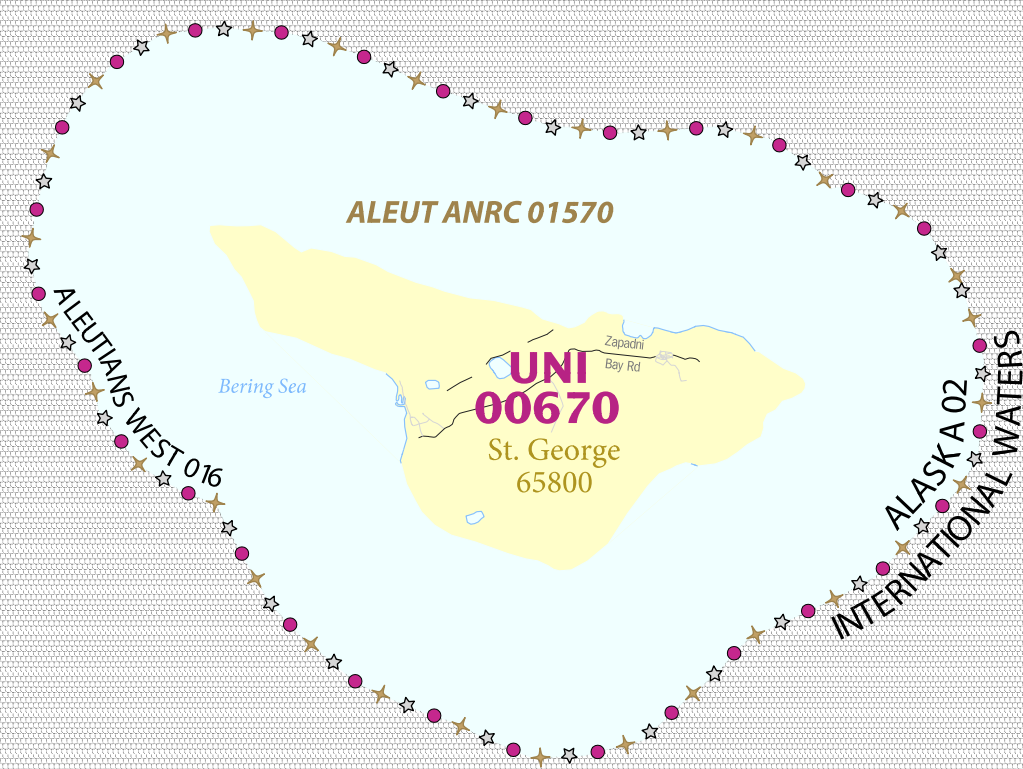 ALEUT ANRC 01570
ALEUTIANS WEST 016
Zapadni
Bay Rd
UNI
00670
Bering Sea
St. George
65800
ALASKA 02
INTERNATIONAL WATERS